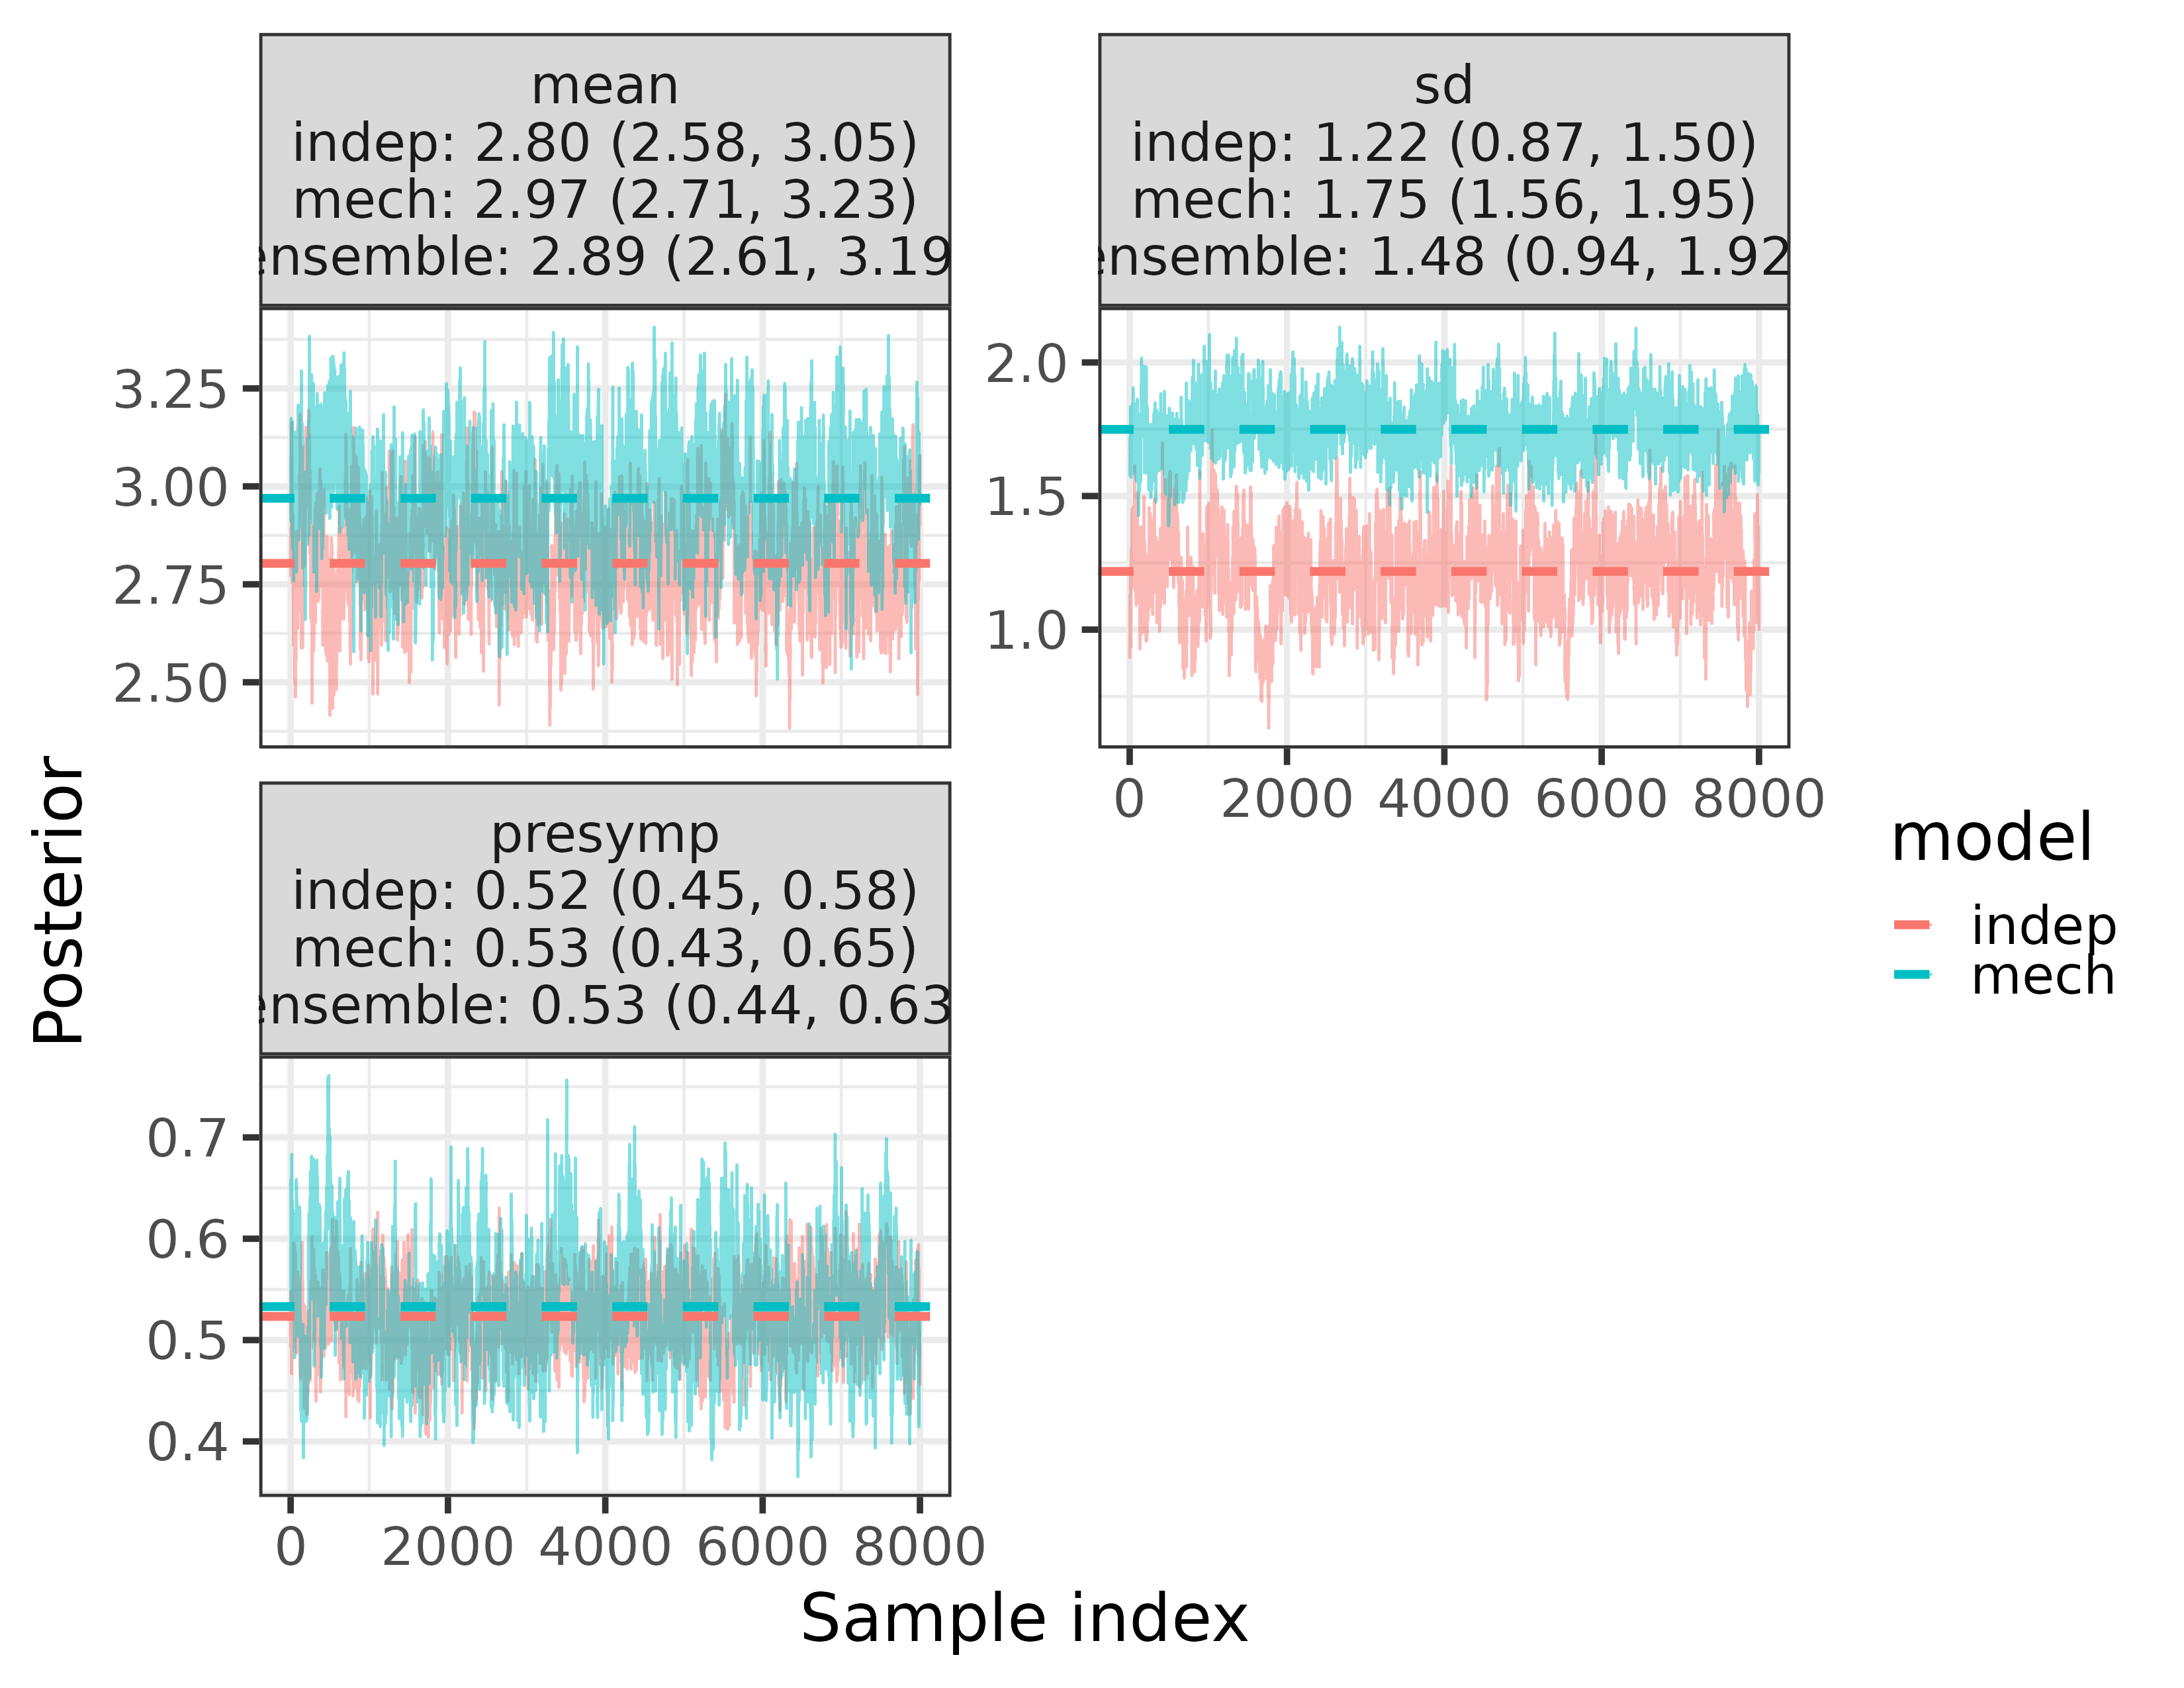 mean
indep: 2.80 (2.58, 3.05)
mech: 2.97 (2.71, 3.23)
ensemble: 2.89 (2.61, 3.19
3.25
3.00
2.75
2.50
sd
indep: 1.22 (0.87, 1.50)
mech: 1.75 (1.56, 1.95)
ensemble: 1.48 (0.94, 1.92
2.0
1.5
1.0
0 2000 4000 6000 8000
presymp
indep: 0.52 (0.45, 0.58)
mech: 0.53 (0.43, 0.65)
ensemble: 0.53 (0.44, 0.63
0.7
0.6
0.5
0.4
0 2000 4000 6000 8000
Posterior
Sample index
model
indep
mech